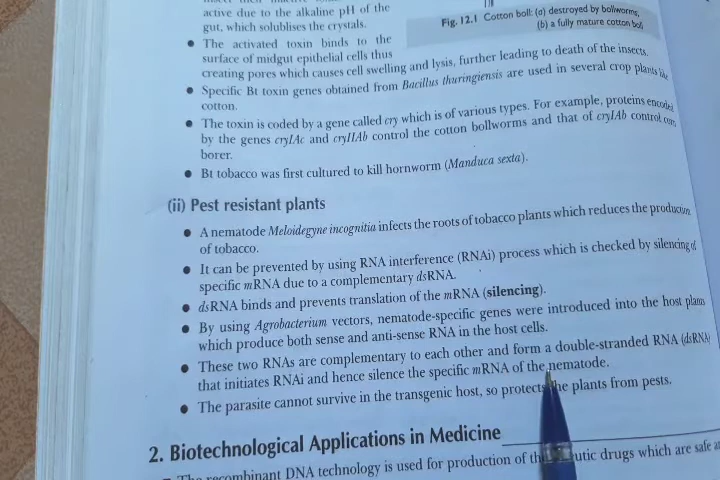 active due to the alkaline pH of the
gut, which solublises the crystals.
Fig. 12.1 Cotton boll: (a) destroyed by bollworms,
(b) a fully mature cotton boll
● The activated toxin binds to the
surface of midgut epithelial cells thus
creating pores which causes cell swelling and lysis, further leading to death of the insects.
● Specific Bt toxin genes obtained from Bacillus thuringiensis are used in several crop plants like
cotton.
● The toxin is coded by a gene called cry which is of various types. For example, proteins encoded
by the genes cryIAc and cryIIAb control the cotton bollworms and that of cryIAb control corn
borer.
● Bt tobacco was first cultured to kill hornworm (Manduca sexta).
(ii) Pest resistant plants
● A nematode Meloidegyne incognitia infects the roots of tobacco plants which reduces the production
of tobacco.
● It can be prevented by using RNA interference (RNAi) process which is checked by silencing of
specific mRNA due to a complementary dsRNA.
● dsRNA binds and prevents translation of the mRNA (silencing).
● By using Agrobacterium vectors, nematode-specific genes were introduced into the host plants
which produce both sense and anti-sense RNA in the host cells.
● These two RNAs are complementary to each other and form a double-stranded RNA (dsRNA)
that initiates RNAi and hence silence the specific mRNA of the nematode.
● The parasite cannot survive in the transgenic host, so protects the plants from pests.
2. Biotechnological Applications in Medicine
The recombinant DNA technology is used for production of drugs which are safe